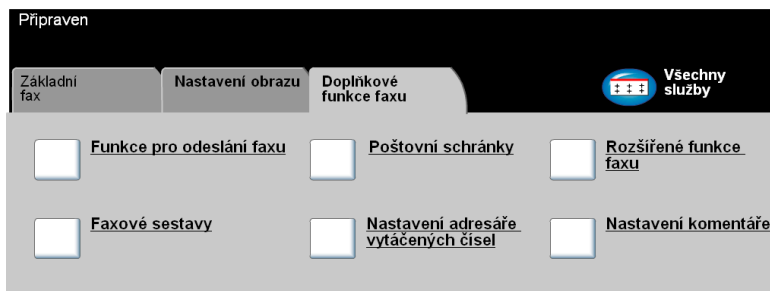 Připraven
Základní
fax
Nastavení obrazu
Doplňkové
funkce faxu
Všechny
služby
Funkce pro odeslání faxu
Poštovní schránky
Rozšířené funkce
faxu
Faxové sestavy
Nastavení adresáře
vytáčených čísel
Nastavení komentáře